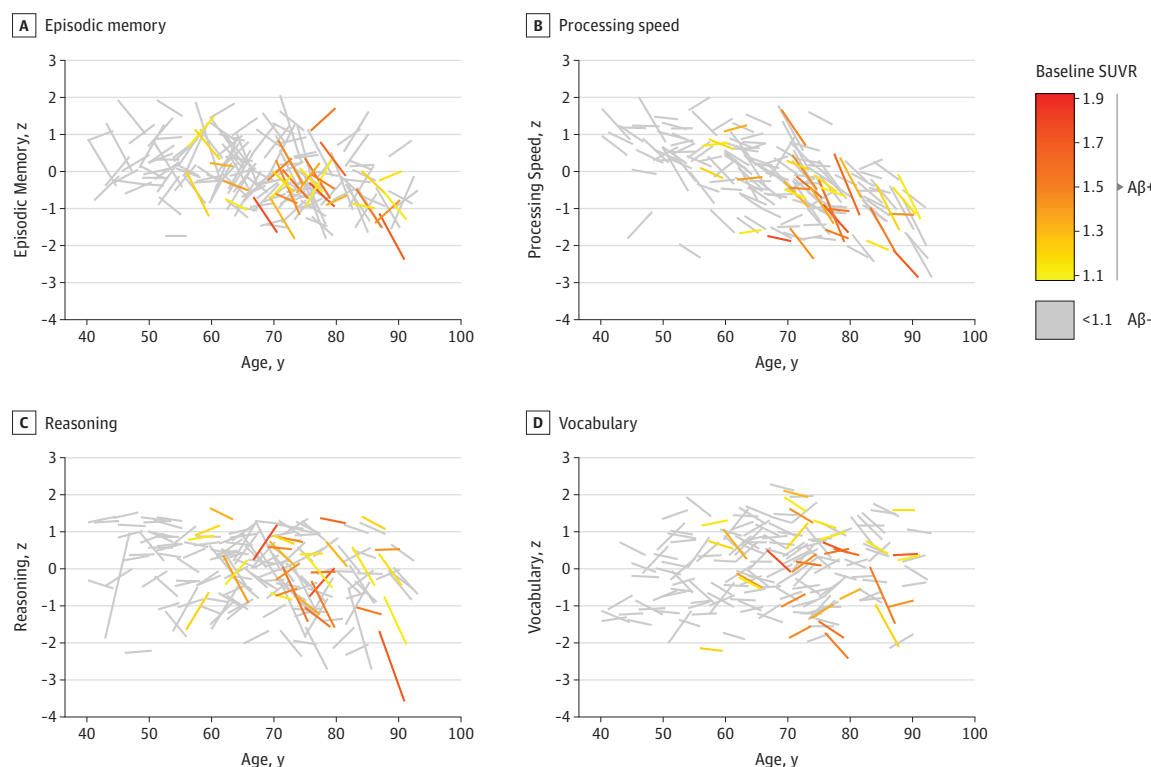 A Episodic memory
3
2
1
0
-1
-2
-3
-4
Episodic Memory, z
40 50 60 70 80 90 100
Age, y
B Processing speed
3
2
1
0
-1
-2
-3
-4
Processing Speed, z
40 50 60 70 80 90 100
Age, y
Baseline SUVR
1.9
1.7
1.5
1.3
1.1
Aβ+
<1.1 Aβ-
C Reasoning
3
2
1
0
-1
-2
-3
-4
Reasoning, z
40 50 60 70 80 90 100
Age, y
D Vocabulary
3
2
1
0
-1
-2
-3
-4
Vocabulary, z
40 50 60 70 80 90 100
Age, y